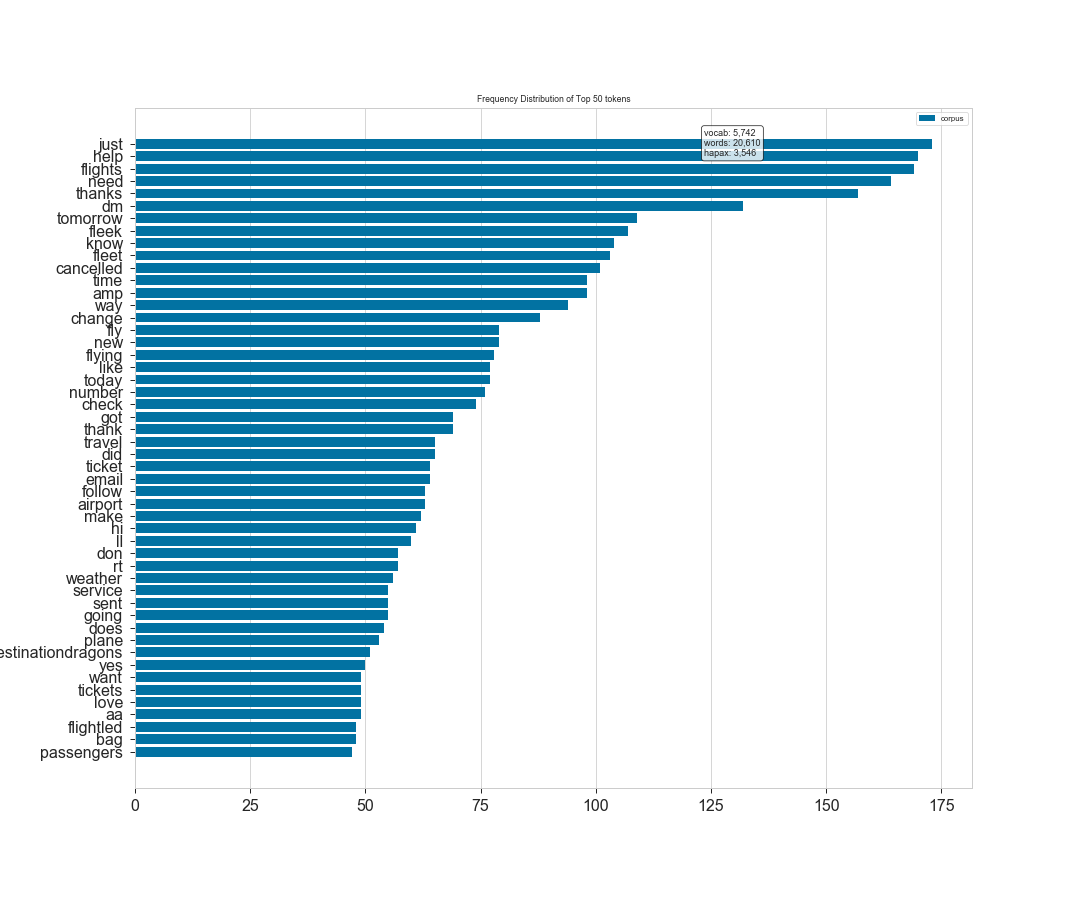 Frequency Distribution of Top 50 tokens
corpus
vocab: 5,742
words: 20,610
hapax: 3,546
just
help
flights
need
thanks
dm
tomorrow
fleek
know
fleet
cancelled
time
amp
way
change
fly
new
flying
like
today
number
check
got
thank
travel
did
ticket
email
follow
airport
make
hi
ll
don
rt
weather
service
sent
going
does
plane
estinationdragons
yes
want
tickets
love
aa
flightled
bag
passengers
0 25 50 75 100 125 150 175